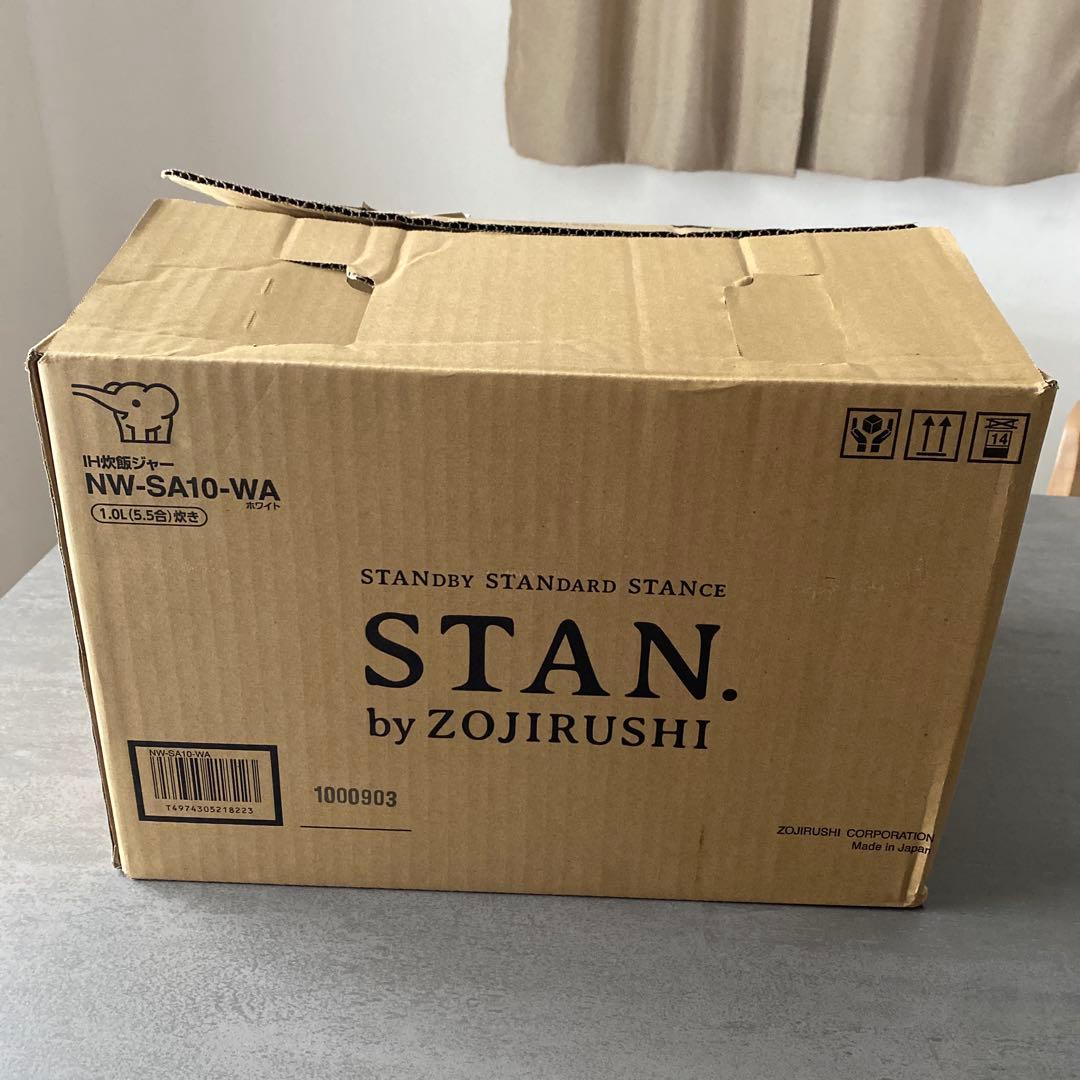 IH炊飯ジャー
NW-SA10-WA
ホワイト
1.0L(5.5合)炊き
14
STANDBY STANDARD STANCE
STAN.
by ZOJIRUSHI
NW-SA10-WA
T4974305218223
1000903
ZOJIRUSHI CORPORATION
Made in Japan